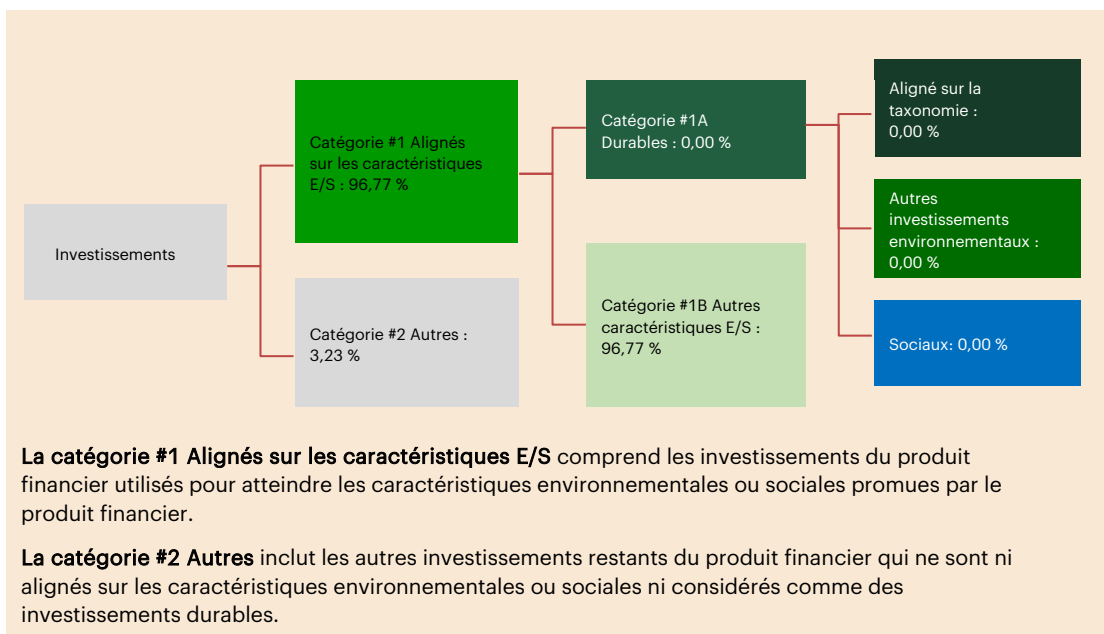 Investissements
Catégorie #1 Alignés
sur les caractéristiques
E/S : 96,77 %
Catégorie #2 Autres :
3,23 %
Catégorie #1A
Durables : 0,00 %
Catégorie #1B Autres
caractéristiques E/S :
96,77 %
Aligné sur la
taxonomie :
0,00 %
Autres
investissements
environnementaux :
0,00 %
Sociaux: 0,00 %
La catégorie #1 Alignés sur les caractéristiques E/S comprend les investissements du produit
financier utilisés pour atteindre les caractéristiques environnementales ou sociales promues par le
produit financier.
La catégorie #2 Autres inclut les autres investissements restants du produit financier qui ne sont ni
alignés sur les caractéristiques environnementales ou sociales ni considérés comme des
investissements durables.